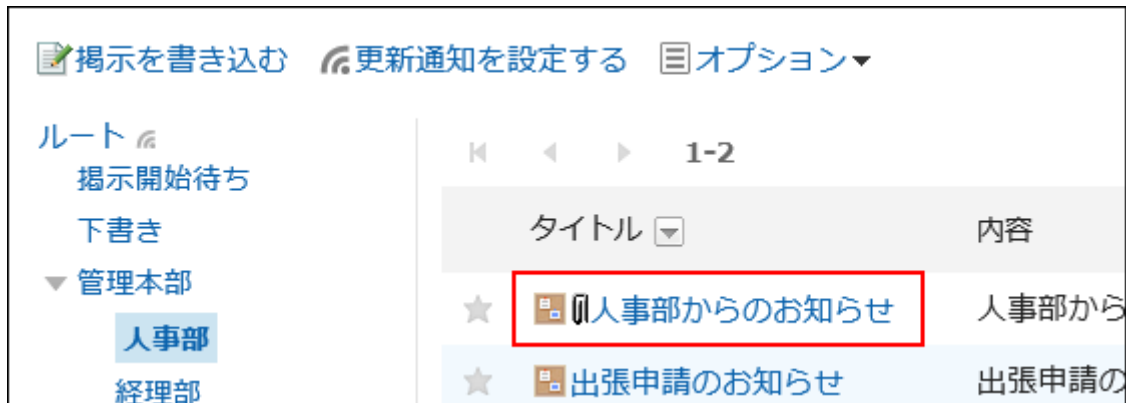 掲示を書き込む 更新通知を設定する オプション
ルート
掲示開始待ち
下書き
管理本部
人事部
経理部
1-2
タイトル 内容
人事部からのお知らせ 人事部から
出張申請のお知らせ 出張申請の